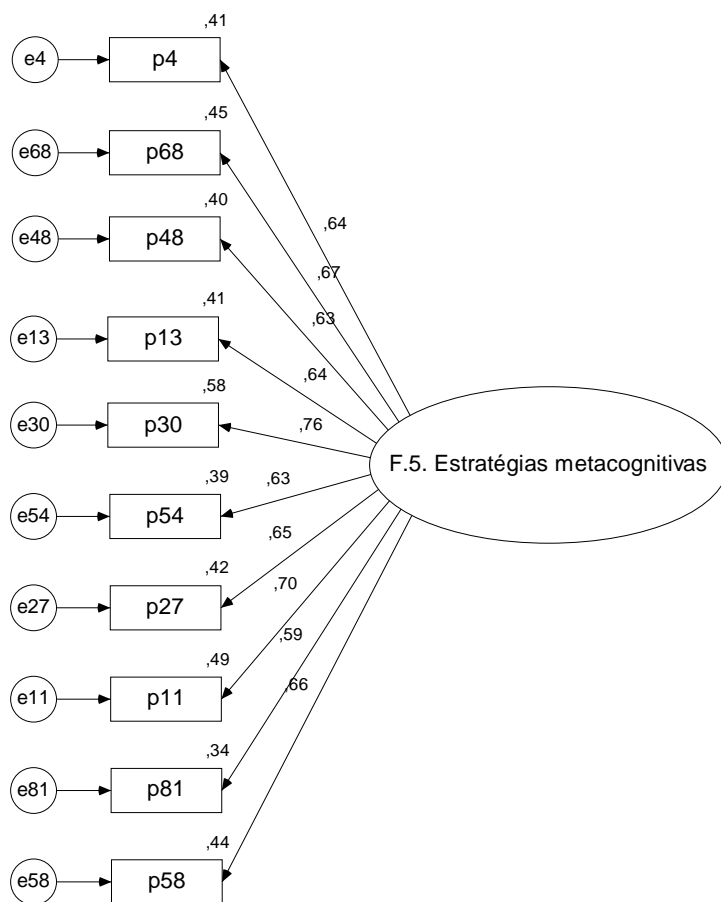 ,41
e4 p4
,45
e68 p68
,40
e48 p48
,64
,67
,63
,41
e13 p13
,64
,58
e30 p30
,76
F.5. Estratégias metacognitivas
,39
,63
e54 p54
,65
,42
e27 p27
,70
,59
,49
e11 p11
,66
,34
e81 p81
,44
e58 p58